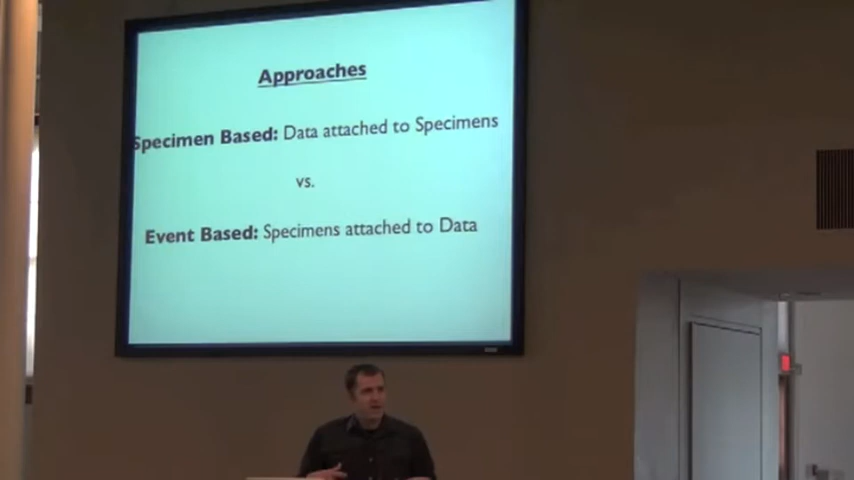 Approaches
Specimen Based: Data attached to Specimens
vs.
Event Based: Specimens attached to Data